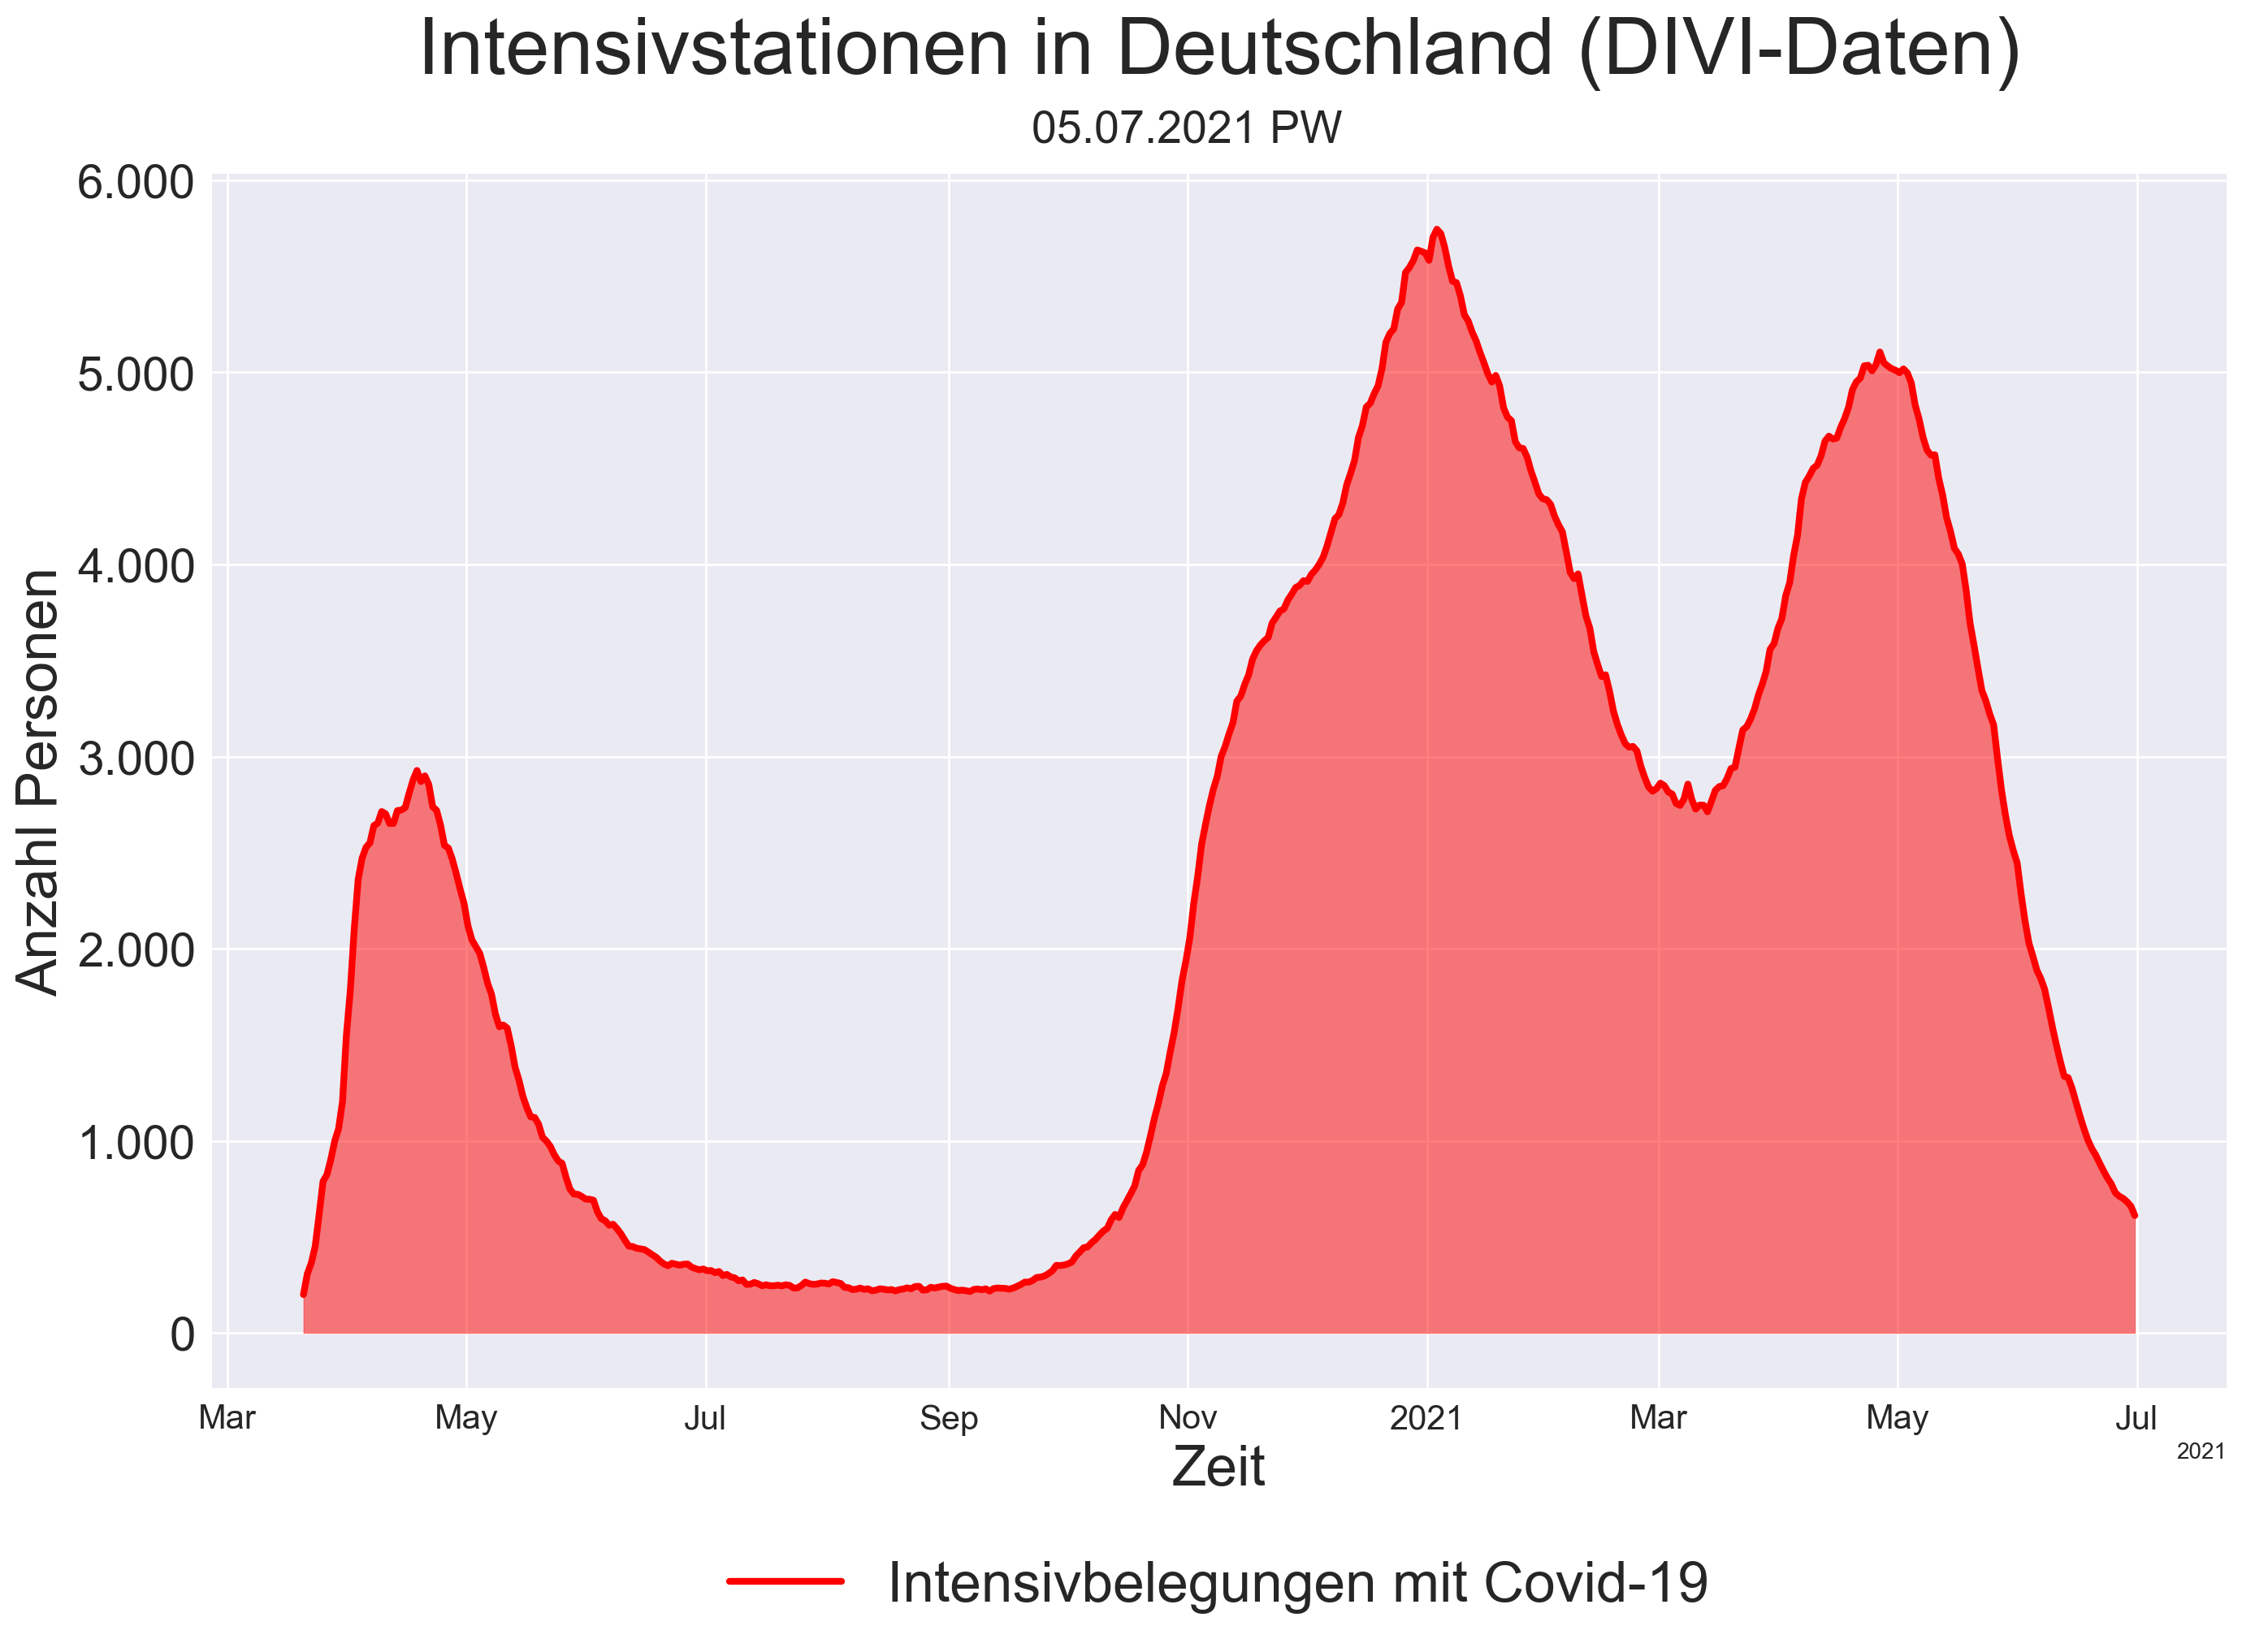 Intensivstationen in Deutschland (DIVI-Daten)
05.07.2021 PW
6.000
5.000
4.000
3.000
2.000
1.000
0
Anzahl Personen
Mar May Jul Sep Nov 2021 Mar May Jul
2021
Zeit
Intensivbelegungen mit Covid-19